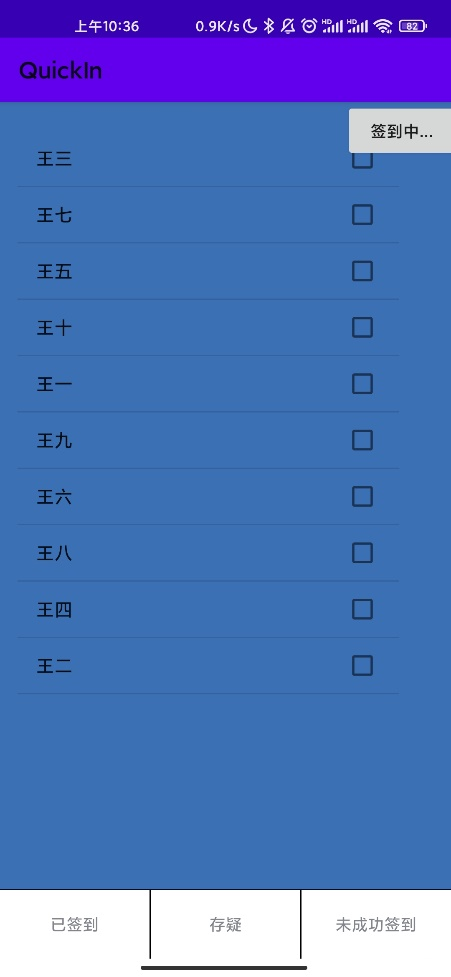 上午10:36 0.9K/s HD HD 82
QuickIn
签到中...
王三
王七
王五
王十
王一
王九
王六
王八
王四
王二
已签到 存疑 未成功签到